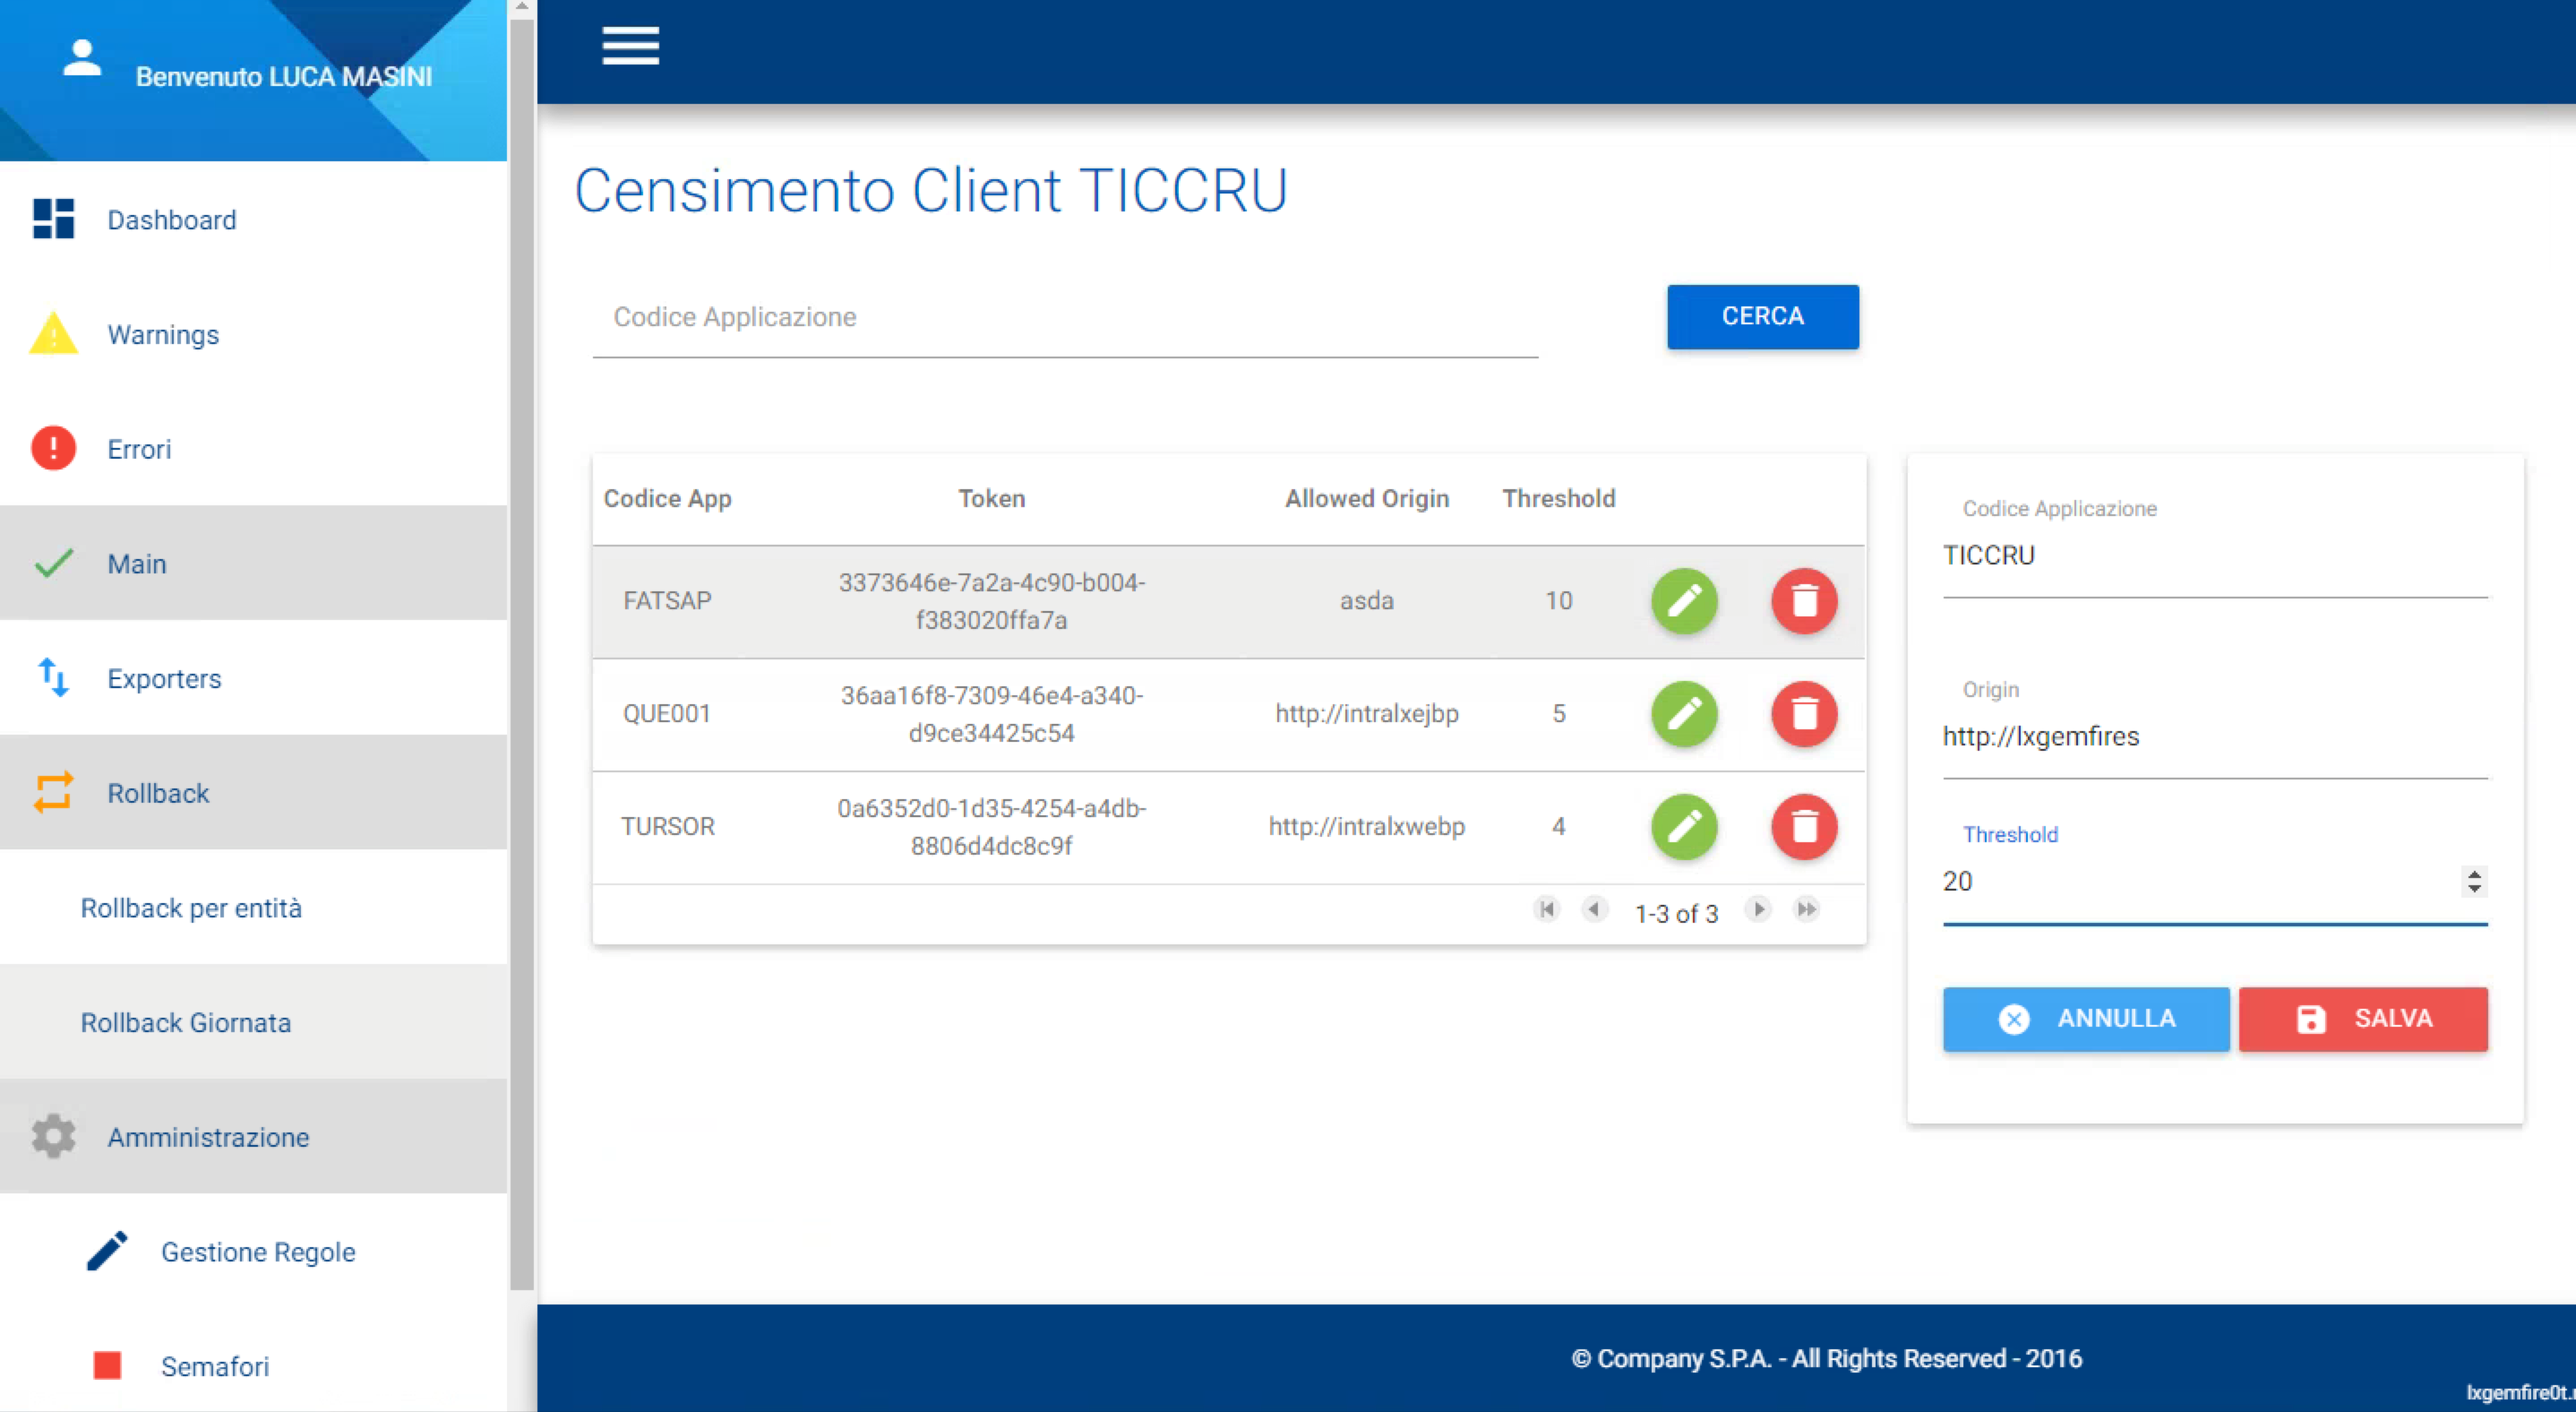 Benvenuto LUCA MASINI
Dashboard
Warnings
Errori
Main
Exporters
Rollback
Rollback per entità
Rollback Giornata
Amministrazione
Gestione Regole
Semafori
Censimento Client TICCRU
Codice Applicazione
CERCA
Codice App Token Allowed Origin Threshold
FATSAP 3373646e-7a2a-4c90-b004-
f383020ffa7a asda 10
QUE001 36aa16f8-7309-46e4-a340-
d9ce34425c54 http://intralxejbp 5
TURSOR 0a6352d0-1d35-4254-a4db-
8806d4dc8c9f http://intralxwebp 4
1-3 of 3
Codice Applicazione
TICCRU
Origin
http://lxgemfires
Threshold
20
ANNULLA SALVA
© Company S.P.A. - All Rights Reserved - 2016
lxgemfire0t.